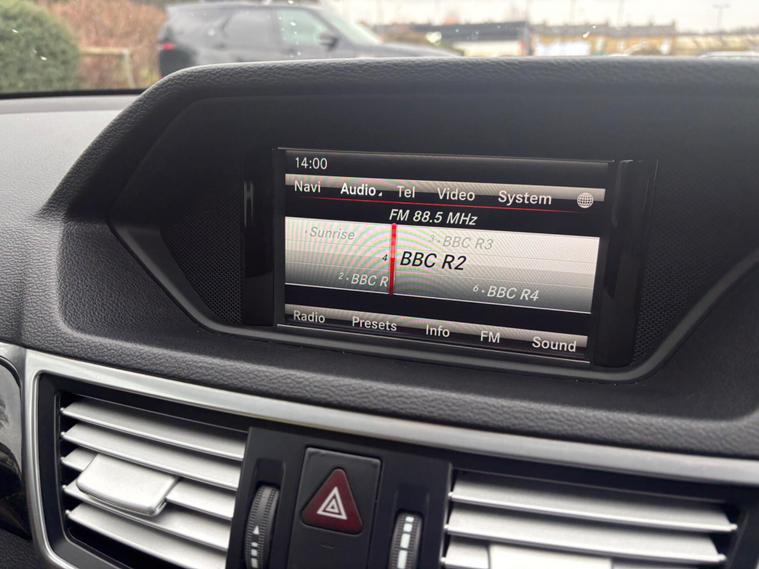 14:00
Navi Audio Tel Video System
FM 88.5 MHz
Sunrise 3 BBC R3
4 BBC R2
2 BBC R 6 BBC R4
Radio Presets Info FM Sound